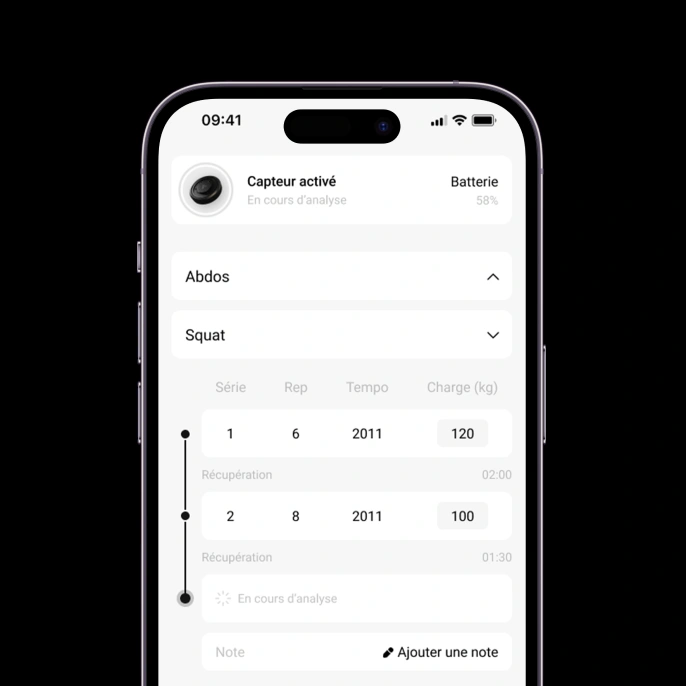 09:41
Capteur activé Batterie
En cours d'analyse 58%
Abdos
Squat
Série Rep Tempo Charge (kg)
1 6 2011 120
Récupération 02:00
2 8 2011 100
Récupération 01:30
En cours d'analyse
Note Ajouter une note